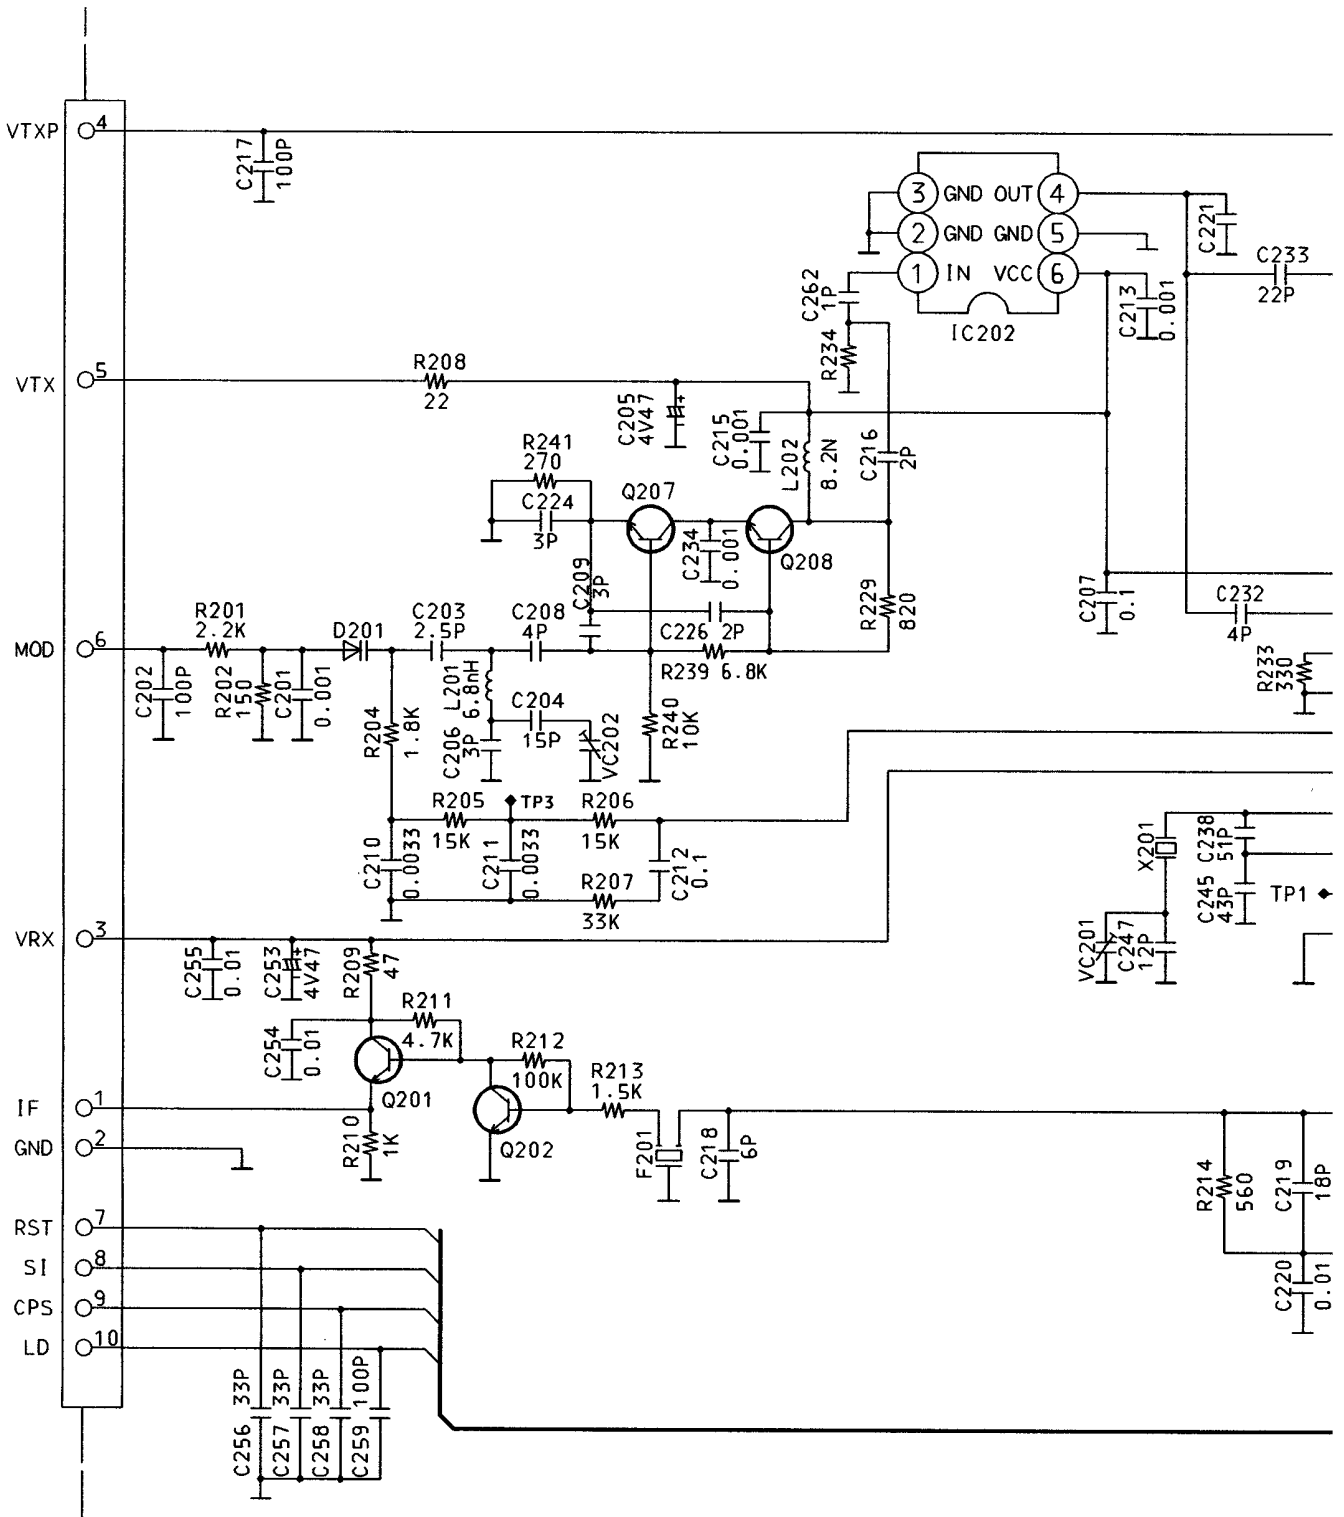 VTXP
4
C217
100P
3
GND
OUT
4
2
GND
GND
5
1
IN
VCC
6
IC202
C221
C233
22P
C213
0.001
C262
1P
R234
VTX
5
R208
22
C205
4V47
+
C215
0.001
L202
8.2N
C216
2P
R241
270
C224
3P
Q207
C234
0.001
Q208
C209
3P
C226
2P
R229
820
C207
0.1
C232
4P
R233
330
MOD
6
R201
2.2K
D201
C203
2.5P
C208
4P
R239
6.8K
C202
100P
R202
150
C201
0.001
R204
1.8K
L201
6.8nH
C206
3P
C204
15P
VC202
R240
10K
R205
15K
TP3
R206
15K
C210
0.0033
C211
0.0033
R207
33K
C212
0.1
X201
C238
51P
C245
43P
TP1
VC201
C247
12P
VRX
3
C255
0.01
C253
4V47
+
R209
47
C254
0.01
R211
4.7K
Q201
R212
100K
R213
1.5K
Q202
IF
1
R210
1K
GND
2
F201
C218
6P
R214
560
C219
18P
C220
0.01
RST
7
SI
8
CPS
9
LD
10
C256
33P
C257
33P
C258
33P
C259
100P